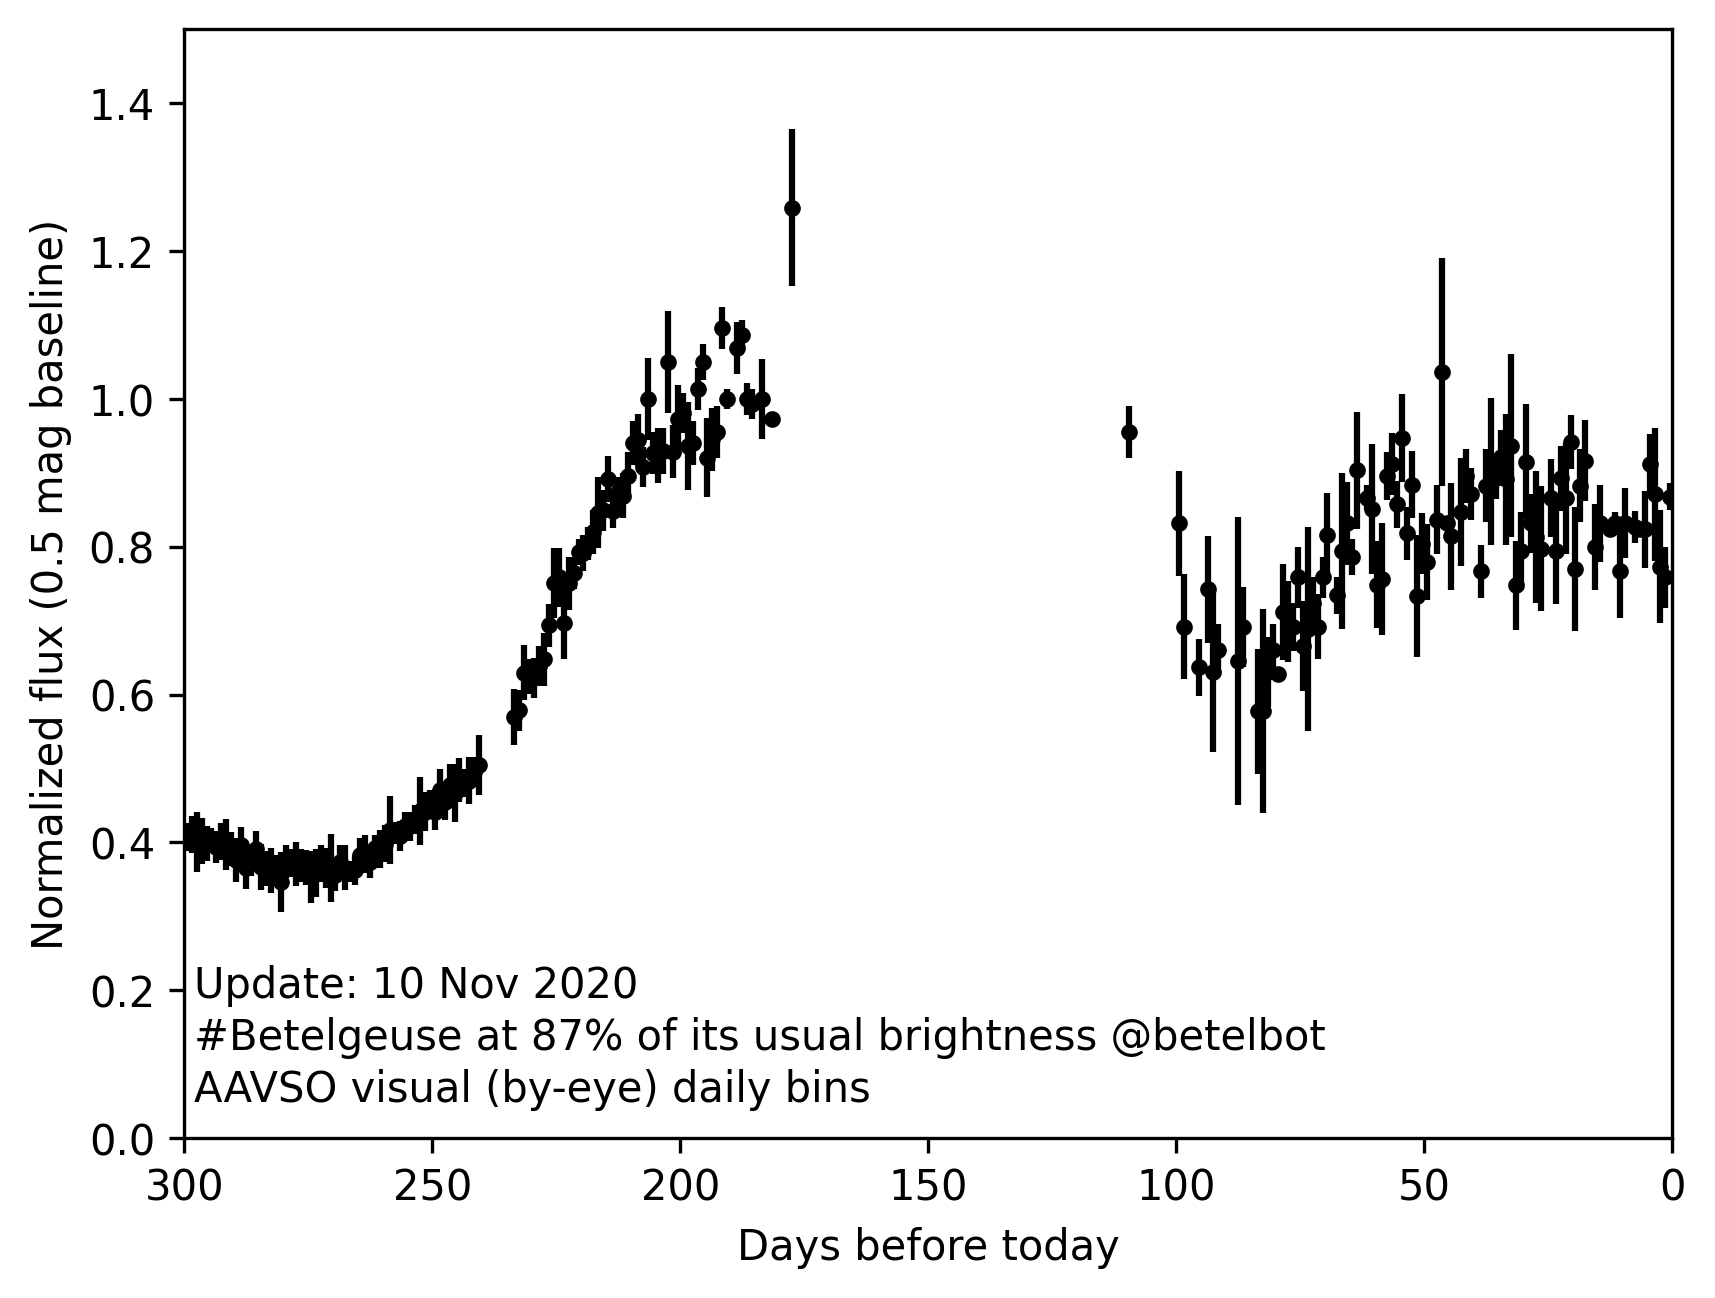 1.4
1.2
1.0
0.8
0.6
0.4
0.2
0.0
Normalized flux (0.5 mag baseline)
Update: 10 Nov 2020
#Betelgeuse at 87% of its usual brightness @betelbot
AAVSO visual (by-eye) daily bins
300 250 200 150 100 50 0
Days before today